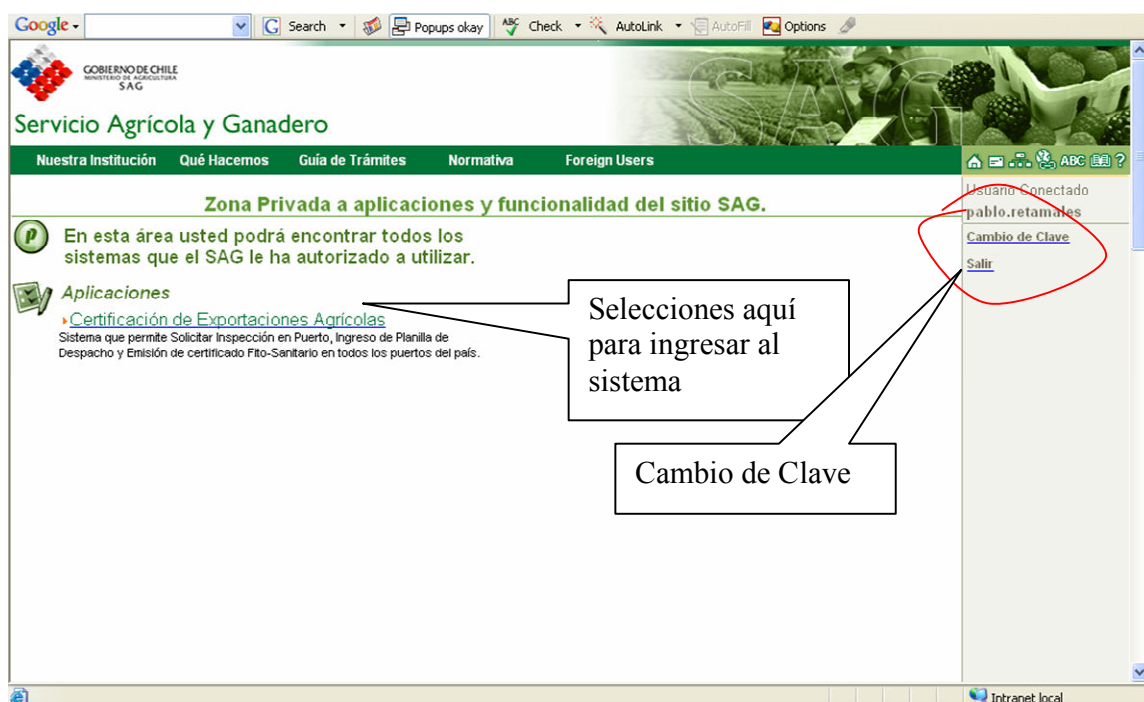 Google
Search
Popups okay
ABC Check
AutoLink
AutoFill
Options
GOBIERNO DE CHILE
MINISTERIO DE AGRICULTURA
SAG
SAG
Servicio Agrícola y Ganadero
Nuestra Institución Qué Hacemos Guía de Trámites Normativa Foreign Users
ABC ?
Usuario Conectado
pablo.retamales
Cambio de Clave
Salir
Zona Privada a aplicaciones y funcionalidad del sitio SAG.
P
En esta área usted podrá encontrar todos los
sistemas que el SAG le ha autorizado a utilizar.
Aplicaciones
Certificación de Exportaciones Agrícolas
Sistema que permite Solicitar Inspección en Puerto, Ingreso de Planilla de
Despacho y Emisión de certificado Fito-Sanitario en todos los puertos del país.
Selecciones aquí
para ingresar al
sistema
Cambio de Clave
Intranet local